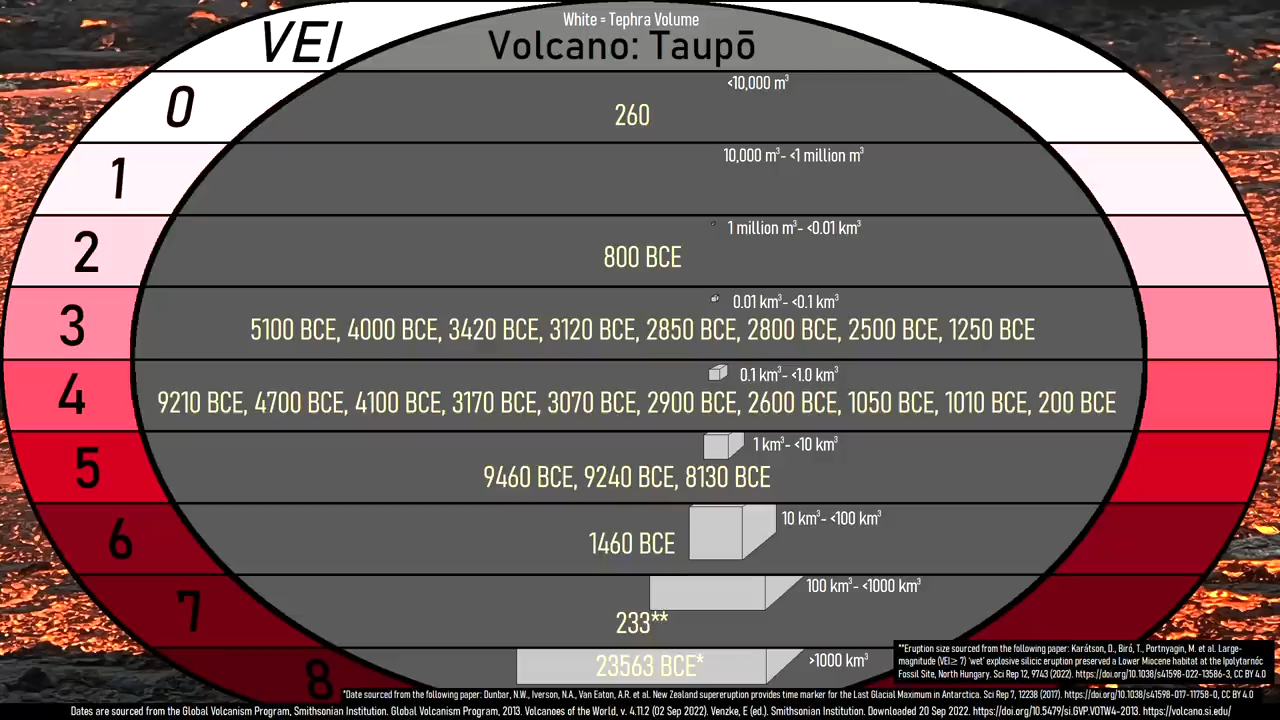 White = Tephra Volume
VEI
Volcano: Taupō
0
<10,000 m³
260
1
10,000 m³- <1 million m³
2
1 million m³- <0.01 km³
800 BCE
3
0.01 km³- <0.1 km³
5100 BCE, 4000 BCE, 3420 BCE, 3120 BCE, 2850 BCE, 2800 BCE, 2500 BCE, 1250 BCE
4
0.1 km³- <1.0 km³
9210 BCE, 4700 BCE, 4100 BCE, 3170 BCE, 3070 BCE, 2900 BCE, 2600 BCE, 1050 BCE, 1010 BCE, 200 BCE
5
1 km³- <10 km³
9460 BCE, 9240 BCE, 8130 BCE
6
10 km³- <100 km³
1460 BCE
7
100 km³- <1000 km³
233**
8
>1000 km³
23563 BCE*
**Eruption size sourced from the following paper: Karátson, D., Biró, T., Portnyagin, M. et al. Large-
magnitude (VEI ≥ 7) 'wet' explosive silicic eruption preserved a Lower Miocene habitat at the Ipolytarnóc
Fossil Site, North Hungary. Sci Rep 12, 9743 (2022). https://doi.org/10.1038/s41598-022-13586-3, CC BY 4.0
*Date sourced from the following paper: Dunbar, N.W., Iverson, N.A., Van Eaton, A.R. et al. New Zealand supereruption provides time marker for the Last Glacial Maximum in Antarctica. Sci Rep 7, 12238 (2017). https://doi.org/10.1038/s41598-017-11758-0, CC BY 4.0
Dates are sourced from the Global Volcanism Program, Smithsonian Institution. Global Volcanism Program, 2013. Volcanoes of the World, v. 4.11.2 (02 Sep 2022). Venzke, E (ed.). Smithsonian Institution. Downloaded 20 Sep 2022. https://doi.org/10.5479/si.GVP.VOTW4-2013. https://volcano.si.edu/